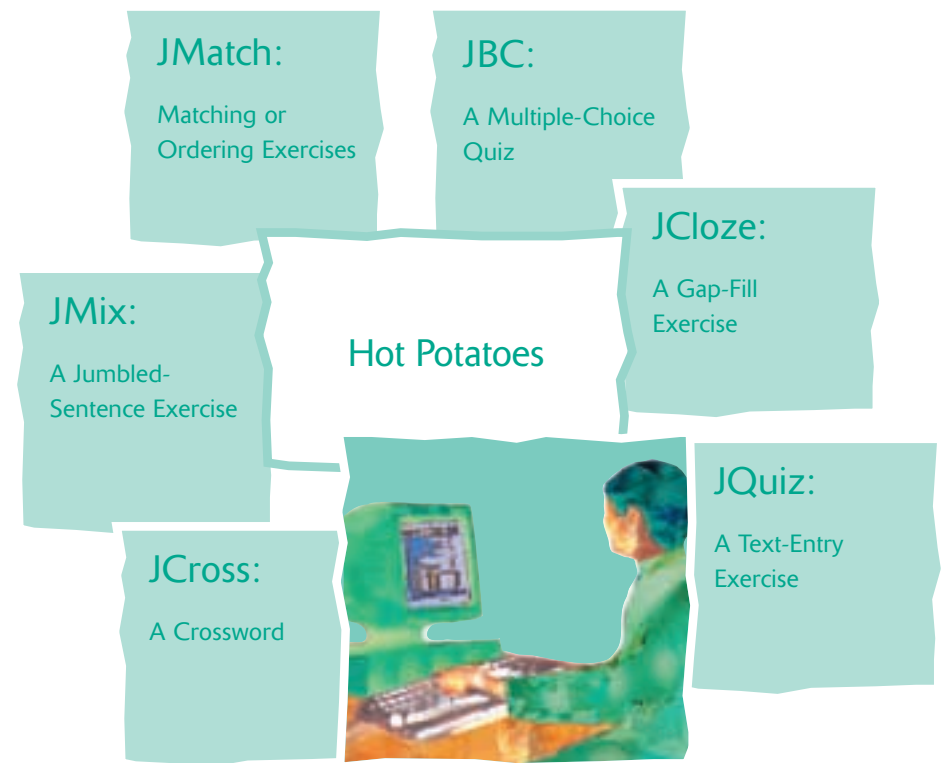 JMatch:
Matching or
Ordering Exercises
JBC:
A Multiple-Choice
Quiz
JCloze:
A Gap-Fill
Exercise
JMix:
A Jumbled-
Sentence Exercise
Hot Potatoes
JQuiz:
A Text-Entry
Exercise
JCross:
A Crossword